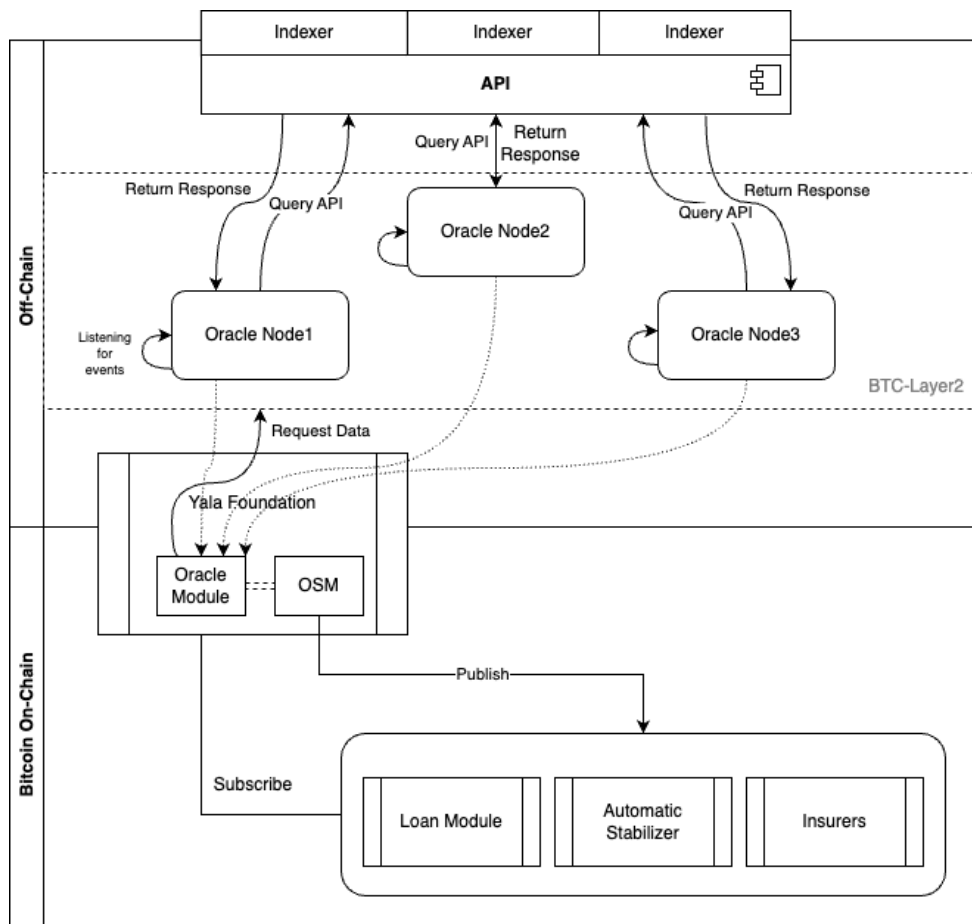 Indexer
Indexer
Indexer
API
Query API
Return
Response
Return Response
Query API
Return Response
Query API
Oracle Node2
Oracle Node1
Oracle Node3
Listening
for
events
Off-Chain
BTC-Layer2
Request Data
Yala Foundation
Oracle
Module
OSM
Publish
Bitcoin On-Chain
Subscribe
Loan Module
Automatic
Stabilizer
Insurers